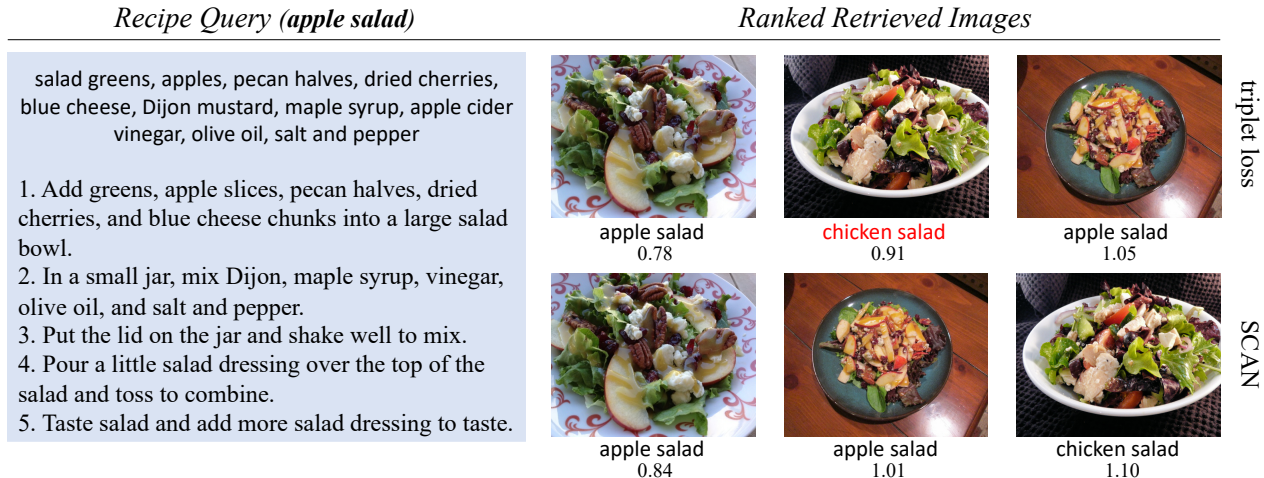 Recipe Query (apple salad)
Ranked Retrieved Images
salad greens, apples, pecan halves, dried cherries,
blue cheese, Dijon mustard, maple syrup, apple cider
vinegar, olive oil, salt and pepper
1. Add greens, apple slices, pecan halves, dried
cherries, and blue cheese chunks into a large salad
bowl.
2. In a small jar, mix Dijon, maple syrup, vinegar,
olive oil, and salt and pepper.
3. Put the lid on the jar and shake well to mix.
4. Pour a little salad dressing over the top of the
salad and toss to combine.
5. Taste salad and add more salad dressing to taste.
apple salad
0.78
chicken salad
0.91
apple salad
1.05
triplet loss
apple salad
0.84
apple salad
1.01
chicken salad
1.10
SCAN